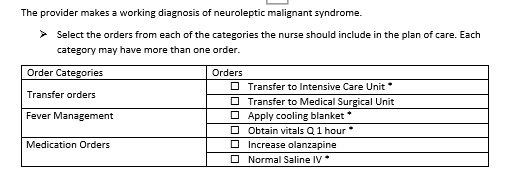 The provider makes a working diagnosis of neuroleptic malignant syndrome.
➤ Select the orders from each of the categories the nurse should include in the plan of care. Each
category may have more than one order.
Order Categories Orders
Transfer orders
☐ Transfer to Intensive Care Unit *
☐ Transfer to Medical Surgical Unit
Fever Management
☐ Apply cooling blanket *
☐ Obtain vitals Q 1 hour *
Medication Orders
☐ Increase olanzapine
☐ Normal Saline IV *